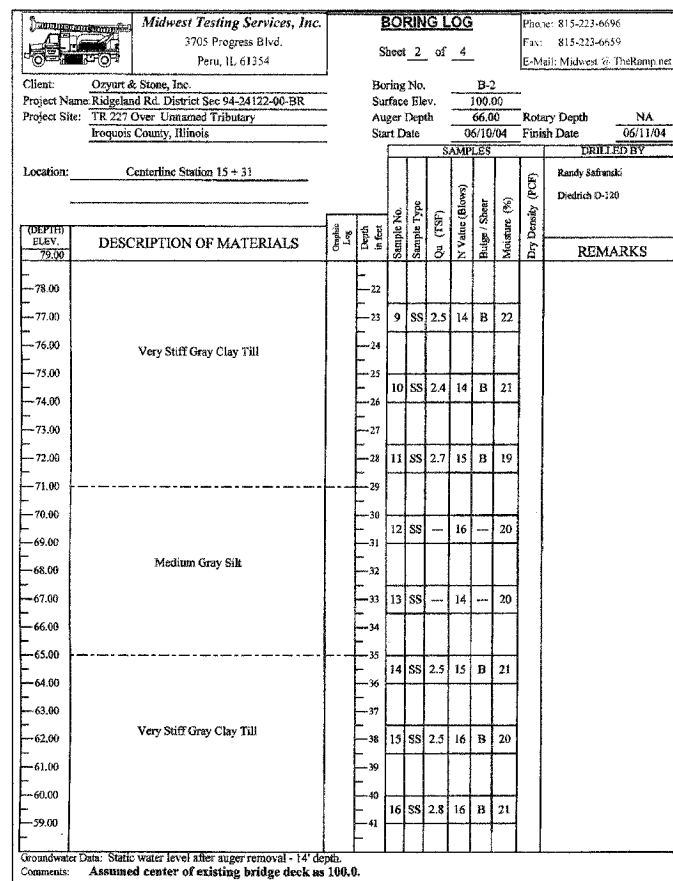 Midwest Testing Services, Inc.
3705 Progress Blvd.
Peru, IL 61354
BORING LOG
Sheet 2 of 4
Phone: 815-223-6696
Fax: 815-223-6659
E-Mail: Midwest @ TheRamp.net
Client: Ozyurt & Stone, Inc.
Project Name: Ridgeland Rd. District Sec 94-24122-00-BR
Project Site: TR 227 Over Unnamed Tributary
Iroquois County, Illinois
Boring No. B-2
Surface Elev. 100.00
Auger Depth 66.00 Rotary Depth NA
Start Date 06/10/04 Finish Date 06/11/04
Location: Centerline Station 15 + 31
SAMPLES
DRILLED BY
Randy Safranski
Diedrich D-120
(DEPTH) ELEV. 79.00
DESCRIPTION OF MATERIALS
Graphic Log
Depth in feet
Sample No.
Sample Type
Qu (TSF)
N Value (Blows)
Bulge / Shear
Moisture (%)
Dry Density (PCF)
REMARKS
78.00 22
77.00 23 9 SS 2.5 14 B 22
76.00 24
Very Stiff Gray Clay Till
75.00 25
10 SS 2.4 14 B 21
74.00 26
73.00 27
72.00 28 11 SS 2.7 15 B 19
71.00 29
70.00 30
12 SS --- 16 --- 20
69.00 31
Medium Gray Silt
68.00 32
67.00 33 13 SS --- 14 --- 20
66.00 34
65.00 35
14 SS 2.5 15 B 21
64.00 36
63.00 37
Very Stiff Gray Clay Till
62.00 38 15 SS 2.5 16 B 20
61.00 39
60.00 40
16 SS 2.8 16 B 21
59.00 41
Groundwater Data: Static water level after auger removal - 14' depth.
Comments: Assumed center of existing bridge deck as 100.0.